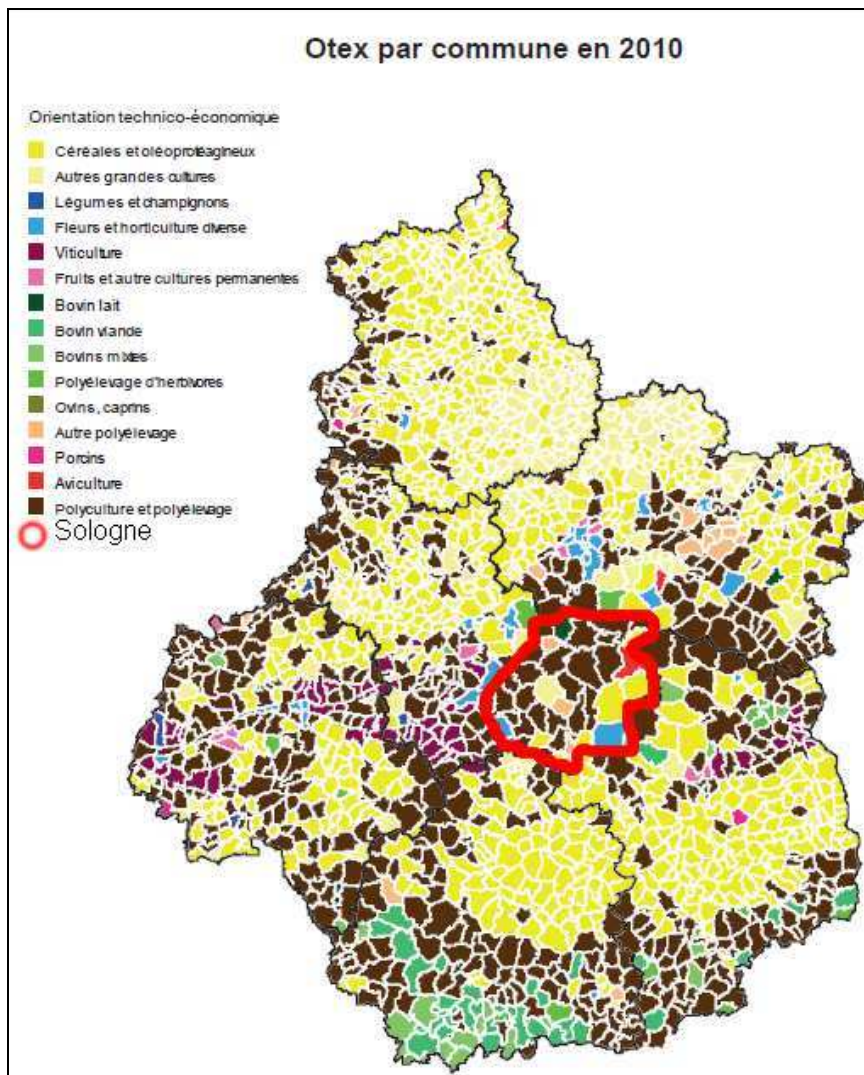 Otex par commune en 2010
Orientation technico-économique
Céréales et oléoprotéagineux
Autres grandes cultures
Légumes et champignons
Fleurs et horticulture diverse
Viticulture
Fruits et autre cultures permanentes
Bovin lait
Bovin viande
Bovins mixtes
Polyélevage d'herbivores
Ovins, caprins
Autre polyélevage
Porcins
Aviculture
Polyculture et polyélevage
Sologne